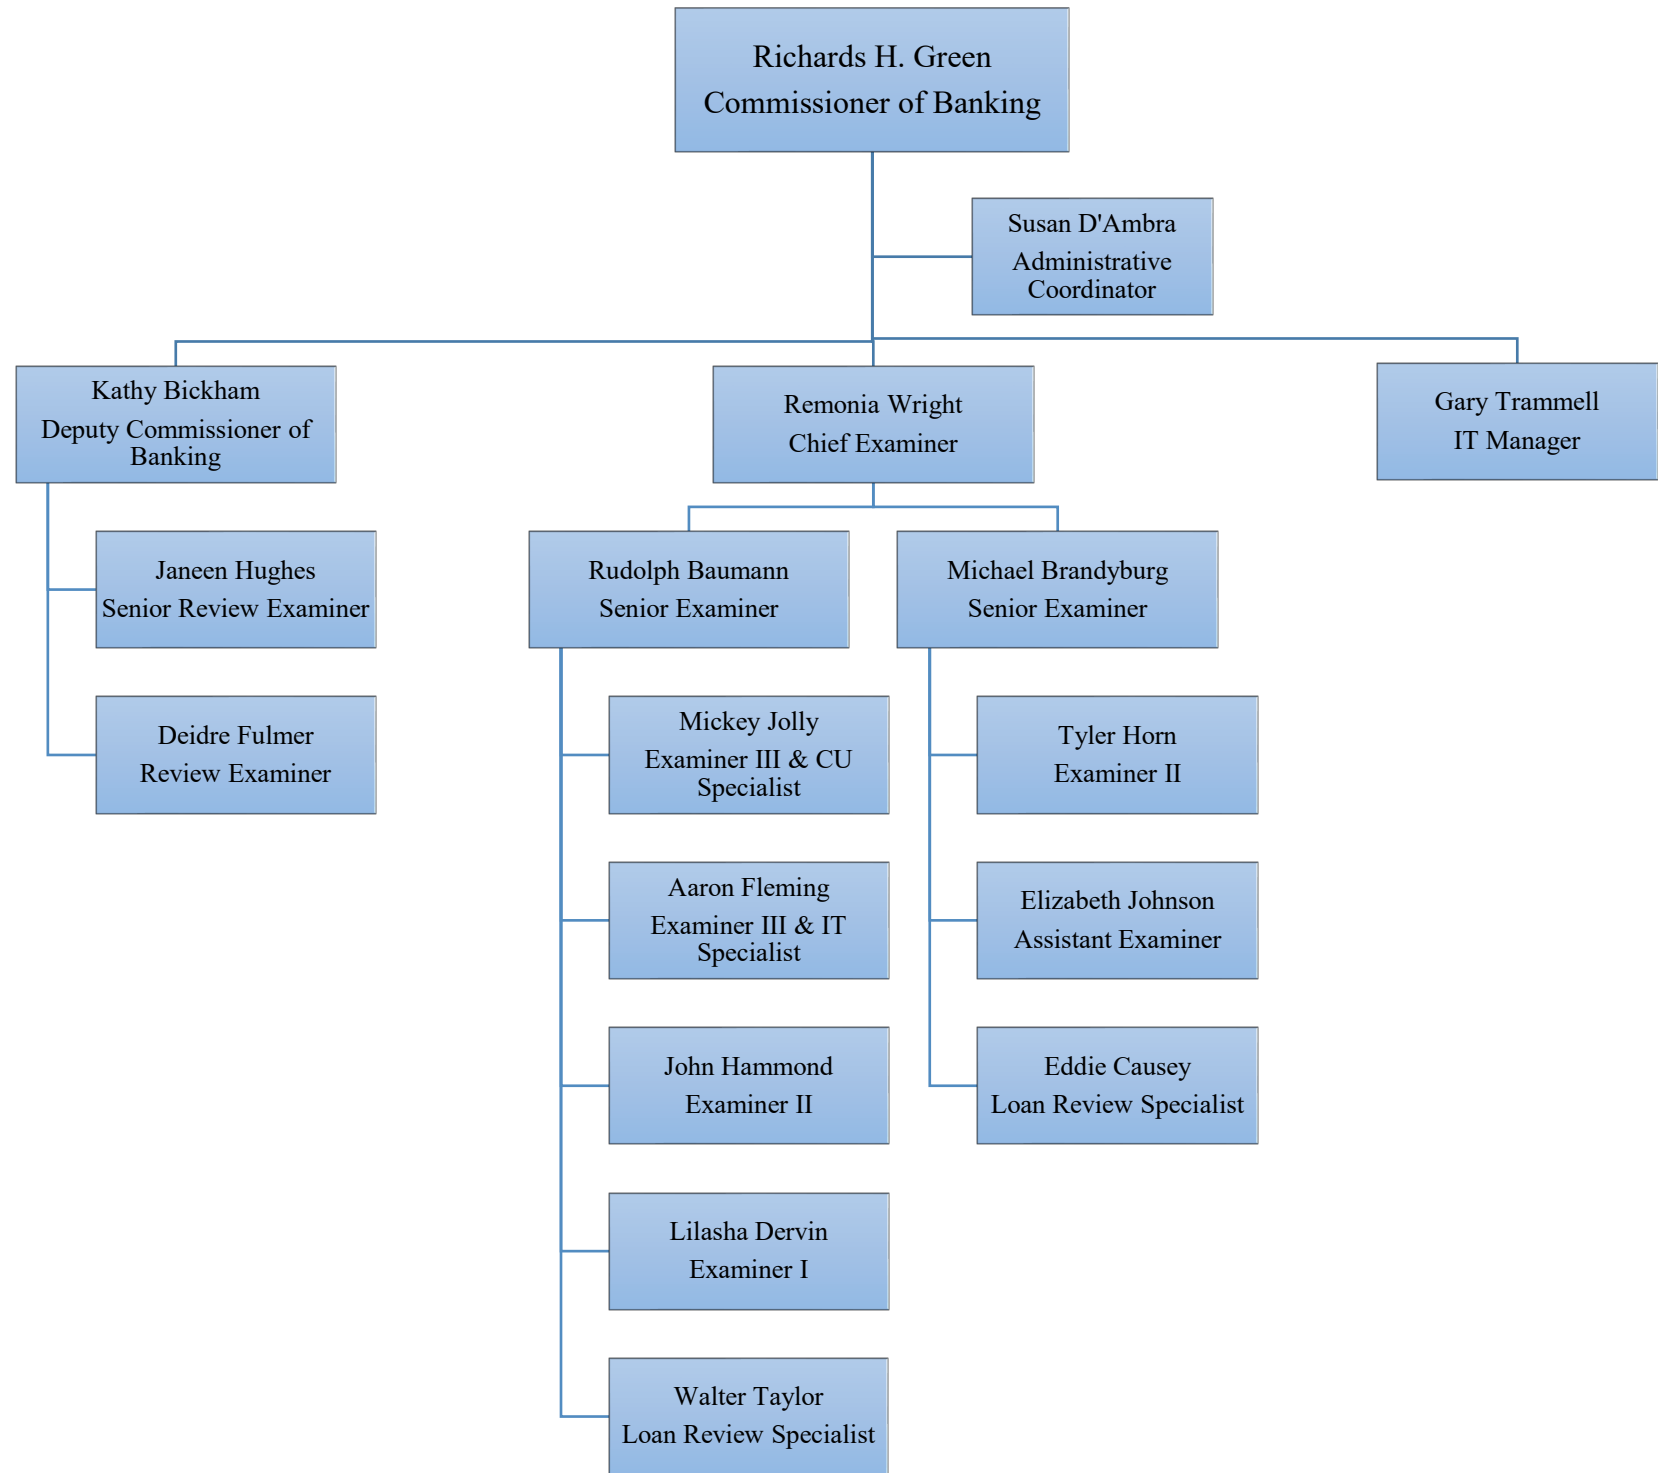 Richards H. Green
Commissioner of Banking
Susan D'Ambra
Administrative
Coordinator
Kathy Bickham
Deputy Commissioner of
Banking
Remonia Wright
Chief Examiner
Gary Trammell
IT Manager
Janeen Hughes
Senior Review Examiner
Deidre Fulmer
Review Examiner
Rudolph Baumann
Senior Examiner
Mickey Jolly
Examiner III & CU
Specialist
Aaron Fleming
Examiner III & IT
Specialist
John Hammond
Examiner II
Lilasha Dervin
Examiner I
Walter Taylor
Loan Review Specialist
Michael Brandyburg
Senior Examiner
Tyler Horn
Examiner II
Elizabeth Johnson
Assistant Examiner
Eddie Causey
Loan Review Specialist